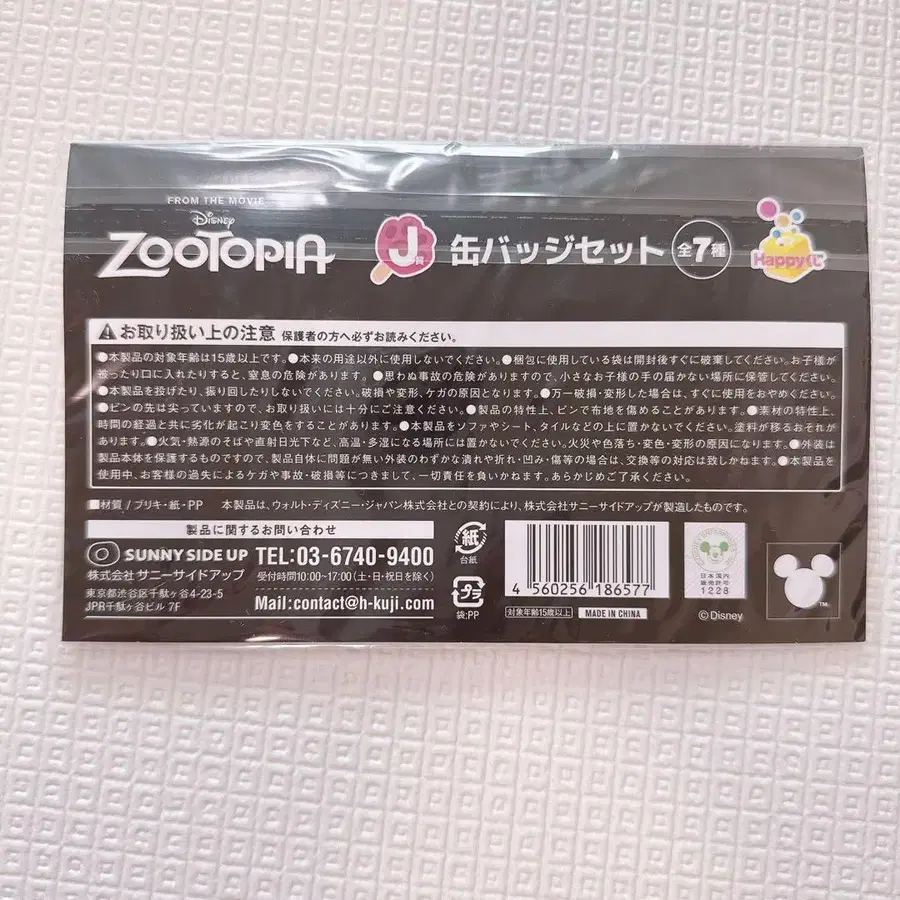 FROM THE MOVIE
Disney
ZOOTOPIA
J賞 缶バッジセット 全7種
Happyくじ
お取り扱い上の注意 保護者の方へ必ずお読みください。
●本製品の対象年齢は15歳以上です。●本来の用途以外に使用しないでください。●梱包に使用している袋は開封後すぐに破棄してください。お子様が
被ったり口に入れたりすると、窒息の危険があります。●思わぬ事故の危険がありますので、小さなお子様の手の届かない場所に保管してください。
●本製品を投げたり、振り回したりしないでください。破損や変形、ケガの原因となります。●万一破損・変形した場合は、すぐに使用をおやめください。
●ピンの先は尖っていますので、お取り扱いには十分にご注意ください。●製品の特性上、ピンで布地を傷めることがあります。●素材の特性上、
時間の経過と共に劣化が起こり変色をすることがあります。●本製品をソファやシート、タイルなどの上に置かないでください。塗料が移るおそれが
あります。●火気・熱源のそばや直射日光下など、高温・多湿になる場所には置かないでください。火災や色落ち・変色・変形の原因になります。●外装は
製品本体を保護するものですので、製品自体に問題が無い外装のわずかな潰れや折れ・凹み・傷等の場合は、交換等の対応は致しかねます。●本製品を
使用中、お客様の過失によるケガや事故・破損等につきまして、一切責任を負いかねます。あらかじめご了承ください。
■材質/ブリキ・紙・PP 本製品は、ウォルト・ディズニー・ジャパン株式会社との契約により、株式会社サニーサイドアップが製造したものです。
製品に関するお問い合わせ
SUNNY SIDE UP
株式会社 サニーサイドアップ
東京都渋谷区千駄ヶ谷4-23-5
JPR千駄ヶ谷ビル 7F
TEL:03-6740-9400
受付時間10:00~17:00(土・日・祝日を除く)
Mail:contact@h-kuji.com
紙
台紙
プラ
袋:PP
4 560256 186577
対象年齢15歳以上 MADE IN CHINA
日本国内
販売許可
1228
©Disney
TM